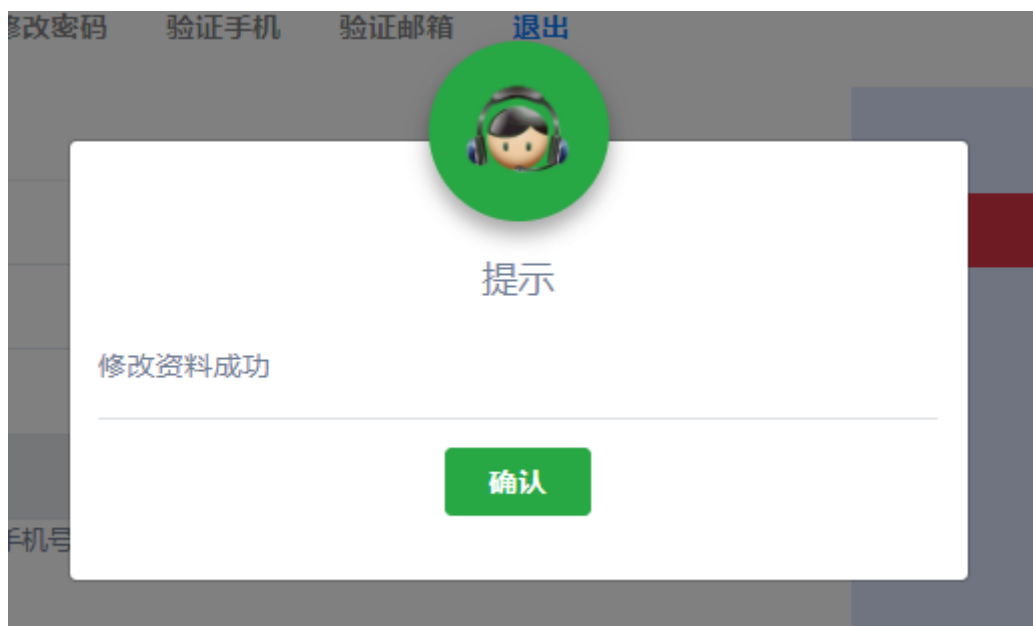 修改密码 验证手机 验证邮箱 退出
提示
修改资料成功
确认
手机号